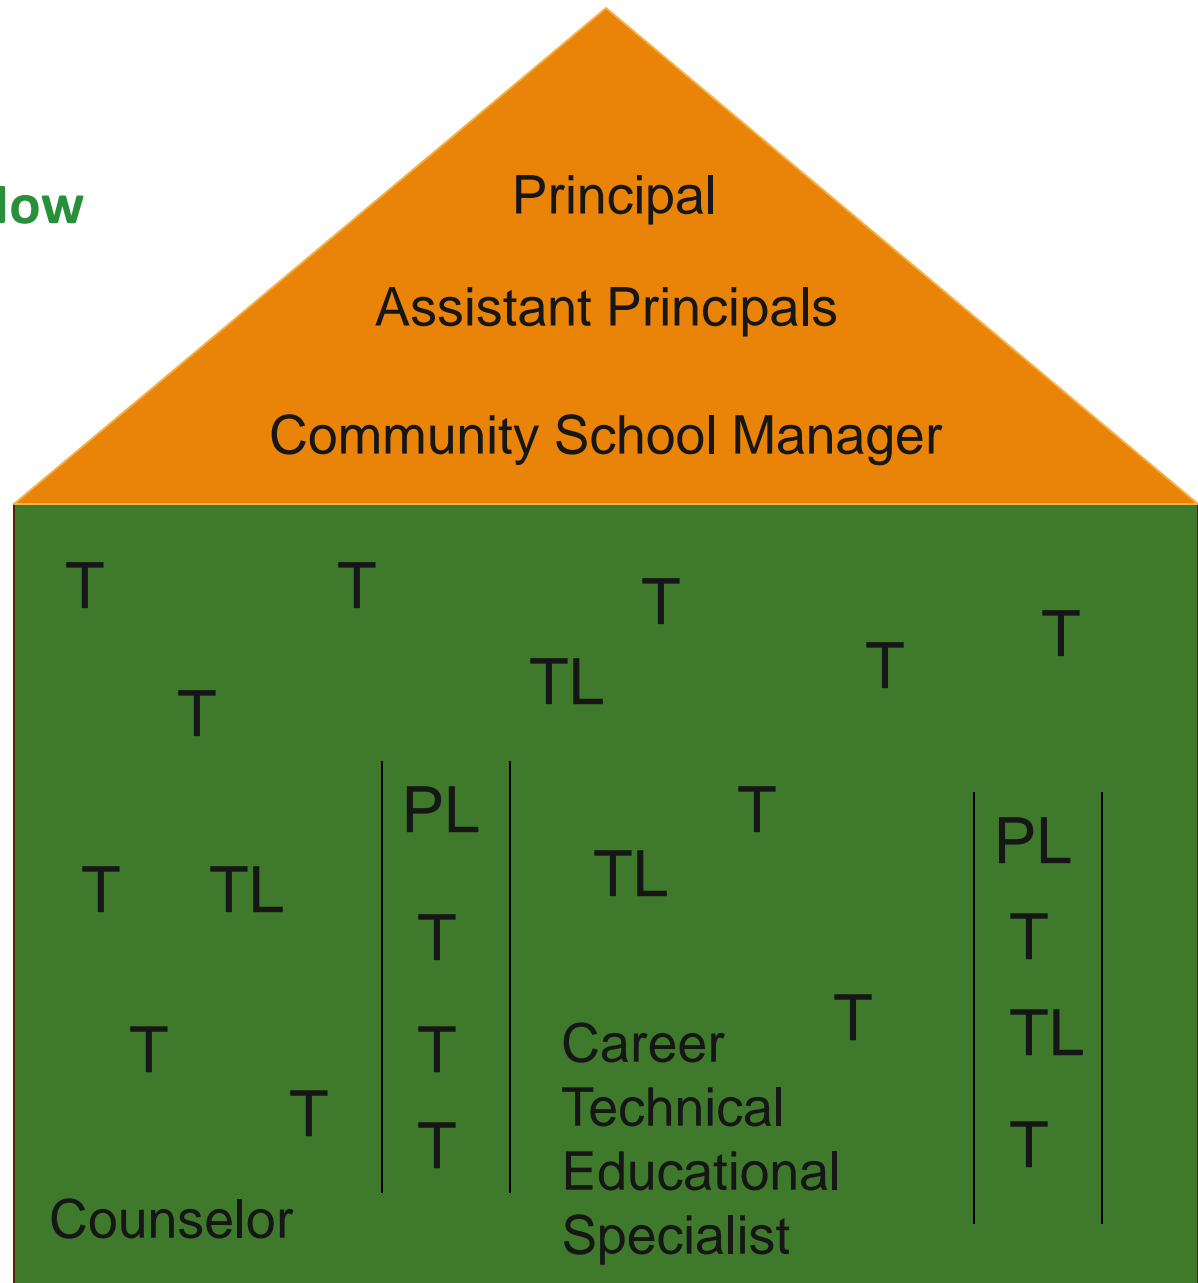 Principal
low
Assistant Principals
Community School Manager
T T T T
TL T
T
PL T PL
T TL TL
T T
T T T TL
Career
T T T
Technical
Educational
Counselor
Specialist